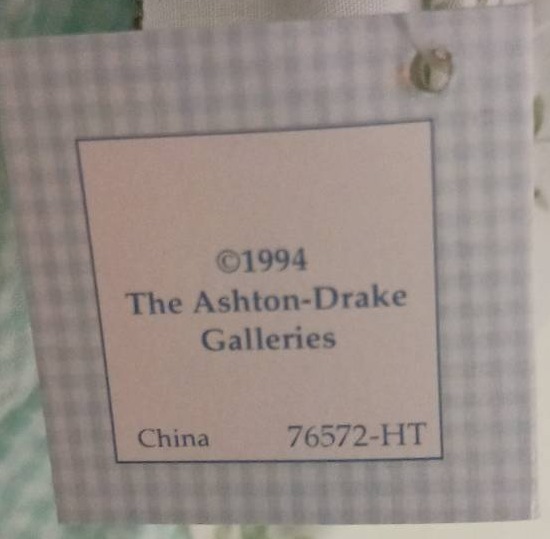 ©1994
The Ashton-Drake
Galleries
China 76572-HT